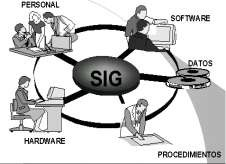 PERSONAL
SOFTWARE
DATOS
SIG
HARDWARE
PROCEDIMIENTOS